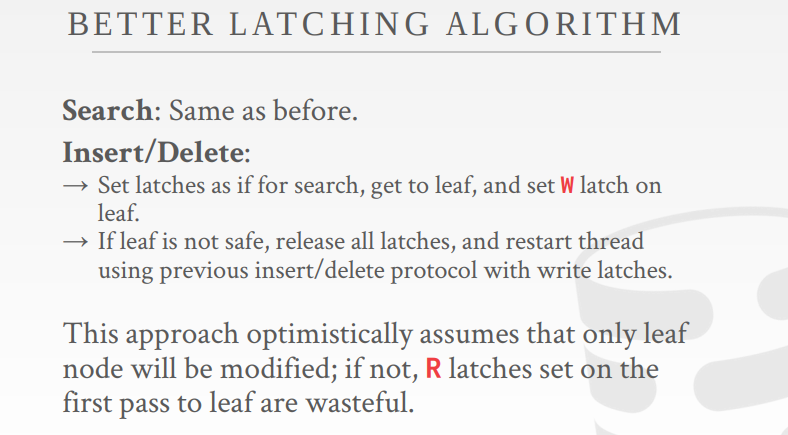 BETTER LATCHING ALGORITHM
Search: Same as before.
Insert/Delete:
→ Set latches as if for search, get to leaf, and set W latch on
leaf.
→ If leaf is not safe, release all latches, and restart thread
using previous insert/delete protocol with write latches.
This approach optimistically assumes that only leaf
node will be modified; if not, R latches set on the
first pass to leaf are wasteful.